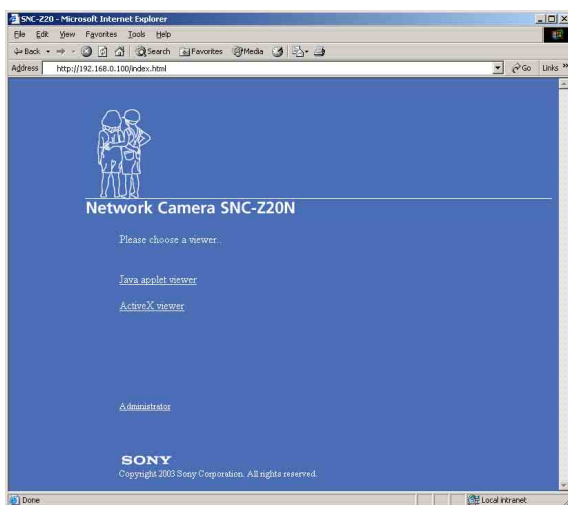 SNC-Z20 - Microsoft Internet Explorer
File Edit View Favorites Tools Help
Back Search Favorites Media
Address http://192.168.0.100/index.html Go Links »
Network Camera SNC-Z20N
Please choose a viewer..
Java applet viewer
ActiveX viewer
Administrator
SONY
Copyright 2003 Sony Corporation. All rights reserved.
Done Local intranet